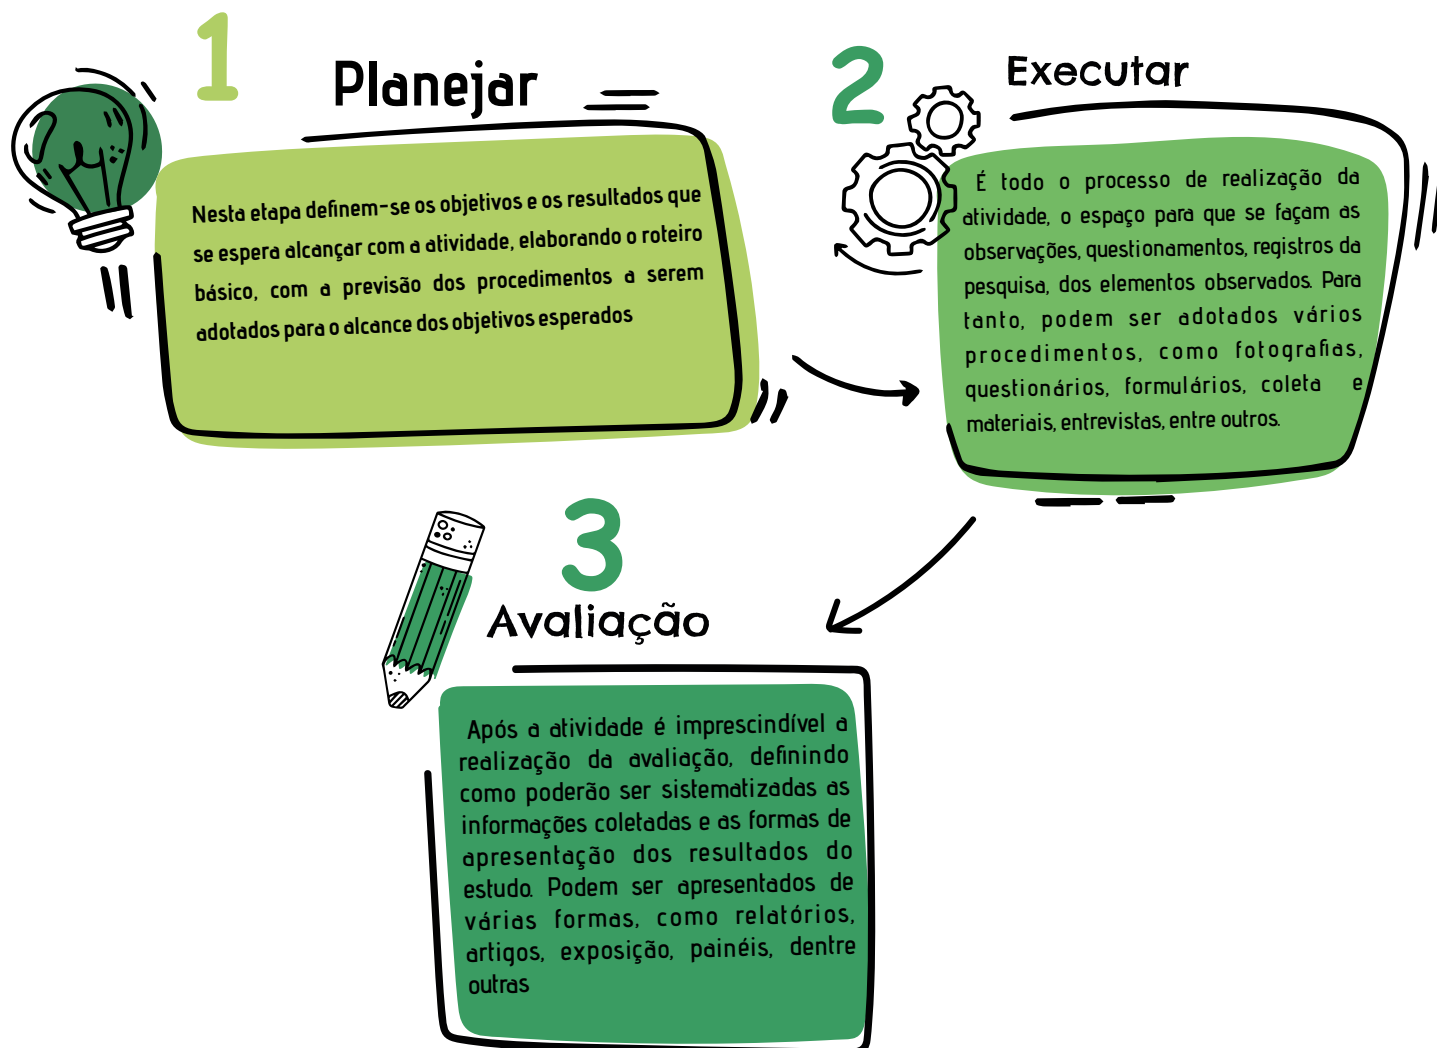 1
Planejar
Nesta etapa definem-se os objetivos e os resultados que
se espera alcançar com a atividade, elaborando o roteiro
básico, com a previsão dos procedimentos a serem
adotados para o alcance dos objetivos esperados
2
Executar
É todo o processo de realização da
atividade, o espaço para que se façam as
observações, questionamentos, registros da
pesquisa, dos elementos observados. Para
tanto, podem ser adotados vários
procedimentos, como fotografias,
questionários, formulários, coleta e
materiais, entrevistas, entre outros.
3
Avaliação
Após a atividade é imprescindível a
realização da avaliação, definindo
como poderão ser sistematizadas as
informações coletadas e as formas de
apresentação dos resultados do
estudo. Podem ser apresentados de
várias formas, como relatórios,
artigos, exposição, painéis, dentre
outras